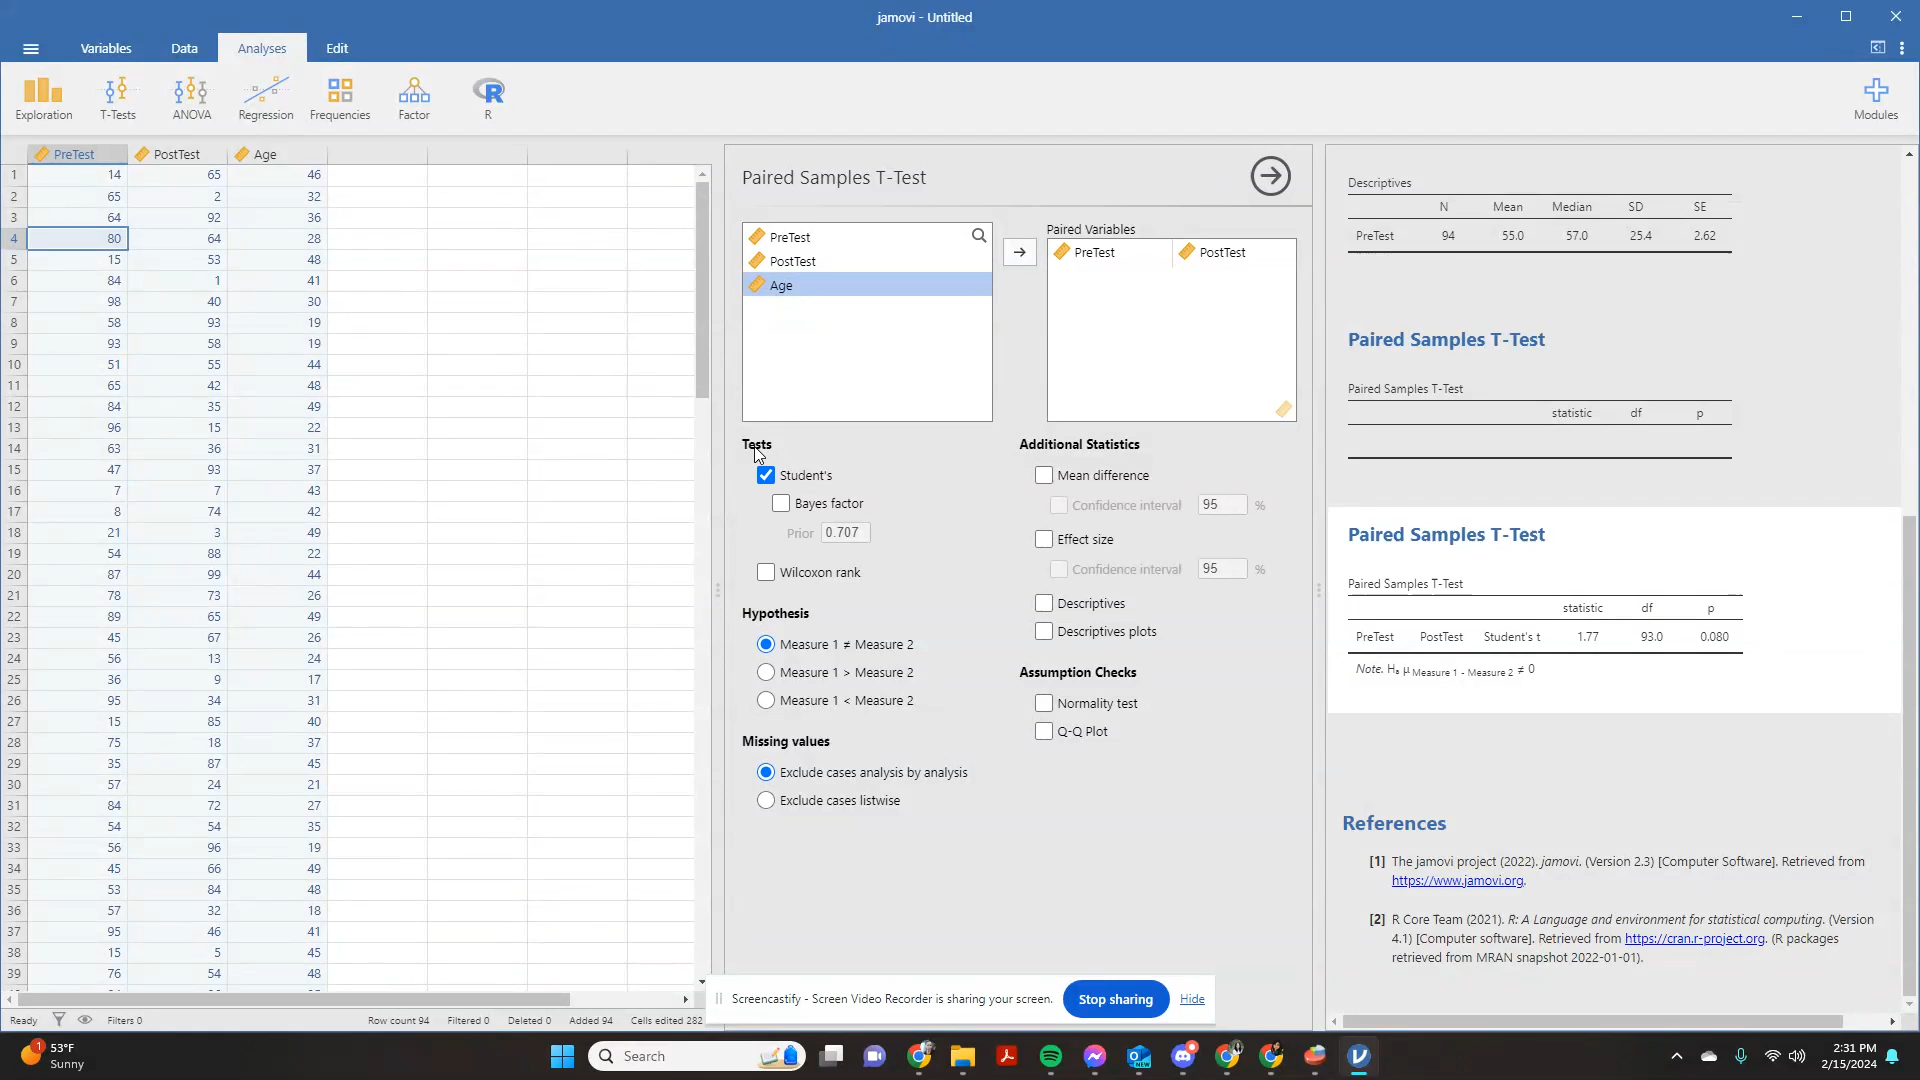 jamovi - Untitled
Variables Data Analyses Edit
Exploration T-Tests ANOVA Regression Frequencies Factor R Modules
PreTest PostTest Age
1 14 65 46
2 65 2 32
3 64 92 36
4 80 64 28
5 15 53 48
6 84 1 41
7 98 40 30
8 58 93 19
9 93 58 19
10 51 55 44
11 65 42 48
12 84 35 49
13 96 15 22
14 63 36 31
15 47 93 37
16 7 7 43
17 8 74 42
18 21 3 49
19 54 88 22
20 87 99 44
21 78 73 26
22 89 65 49
23 45 67 26
24 56 13 24
25 36 9 17
26 95 34 31
27 15 85 40
28 75 18 37
29 35 87 45
30 57 24 21
31 84 72 27
32 54 54 35
33 56 96 19
34 45 66 49
35 53 84 48
36 57 32 18
37 95 46 41
38 15 5 45
39 76 54 48
Ready Filters 0 Row count 94 Filtered 0 Deleted 0 Added 94 Cells edited 282
Paired Samples T-Test
PreTest
PostTest
Age
Paired Variables
PreTest PostTest
Tests
Student's
Bayes factor
Prior 0.707
Wilcoxon rank
Hypothesis
Measure 1 ≠ Measure 2
Measure 1 > Measure 2
Measure 1 < Measure 2
Missing values
Exclude cases analysis by analysis
Exclude cases listwise
Additional Statistics
Mean difference
Confidence interval 95 %
Effect size
Confidence interval 95 %
Descriptives
Descriptives plots
Assumption Checks
Normality test
Q-Q Plot
Descriptives
N Mean Median SD SE
PreTest 94 55.0 57.0 25.4 2.62
Paired Samples T-Test
Paired Samples T-Test
statistic df p
Paired Samples T-Test
Paired Samples T-Test
statistic df p
PreTest PostTest Student's t 1.77 93.0 0.080
Note. Hₐ μ Measure 1 - Measure 2 ≠ 0
References
[1] The jamovi project (2022). jamovi. (Version 2.3) [Computer Software]. Retrieved from
https://www.jamovi.org.
[2] R Core Team (2021). R: A Language and environment for statistical computing. (Version
4.1) [Computer software]. Retrieved from https://cran.r-project.org. (R packages
retrieved from MRAN snapshot 2022-01-01).
Screencastify - Screen Video Recorder is sharing your screen. Stop sharing Hide
1 53°F
Sunny
Search
2:31 PM
2/15/2024